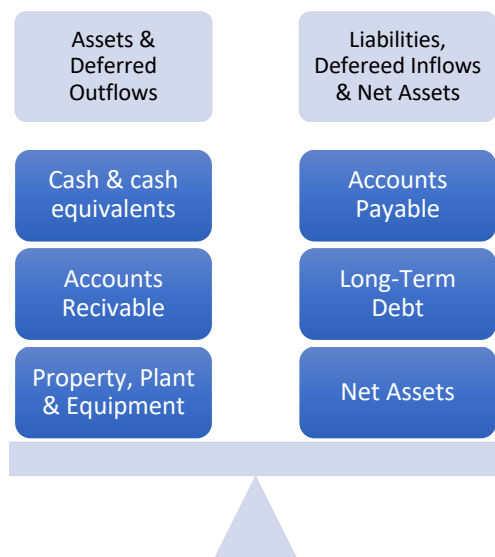 Assets &
Deferred
Outflows
Liabilities,
Defereed Inflows
& Net Assets
Cash & cash
equivalents
Accounts
Payable
Accounts
Recivable
Long-Term
Debt
Property, Plant
& Equipment
Net Assets